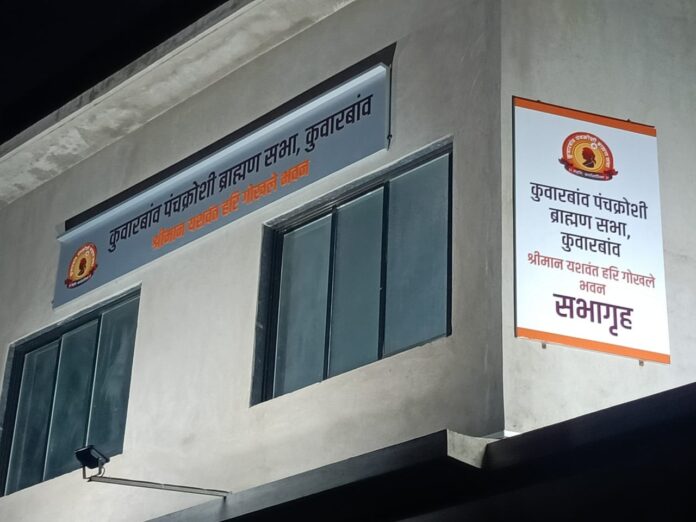 कुवारबांव पंचक्रोशी ब्राह्मण सभा, कुवारबांव
श्रीमान यशवंत हरि गोखले भवन
कुवारबांव पंचक्रोशी
ब्राह्मण सभा,
कुवारबांव
श्रीमान यशवंत हरि गोखले
भवन
सभागृह